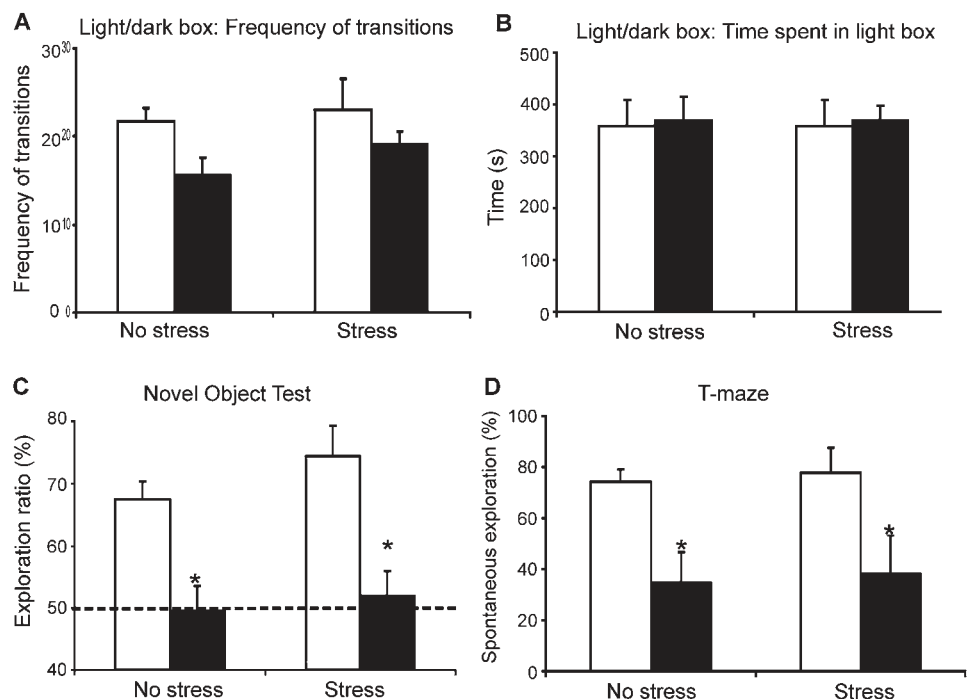 A
Light/dark box: Frequency of transitions
Frequency of transitions
30 30
20 20
10 10
0 0
No stress
Stress
B
Light/dark box: Time spent in light box
Time (s)
500
400
300
200
100
0
No stress
Stress
C
Novel Object Test
Exploration ratio (%)
80
70
60
50
40
*
*
No stress
Stress
D
T-maze
Spontaneous exploration (%)
100
80
60
40
20
0
*
*
No stress
Stress